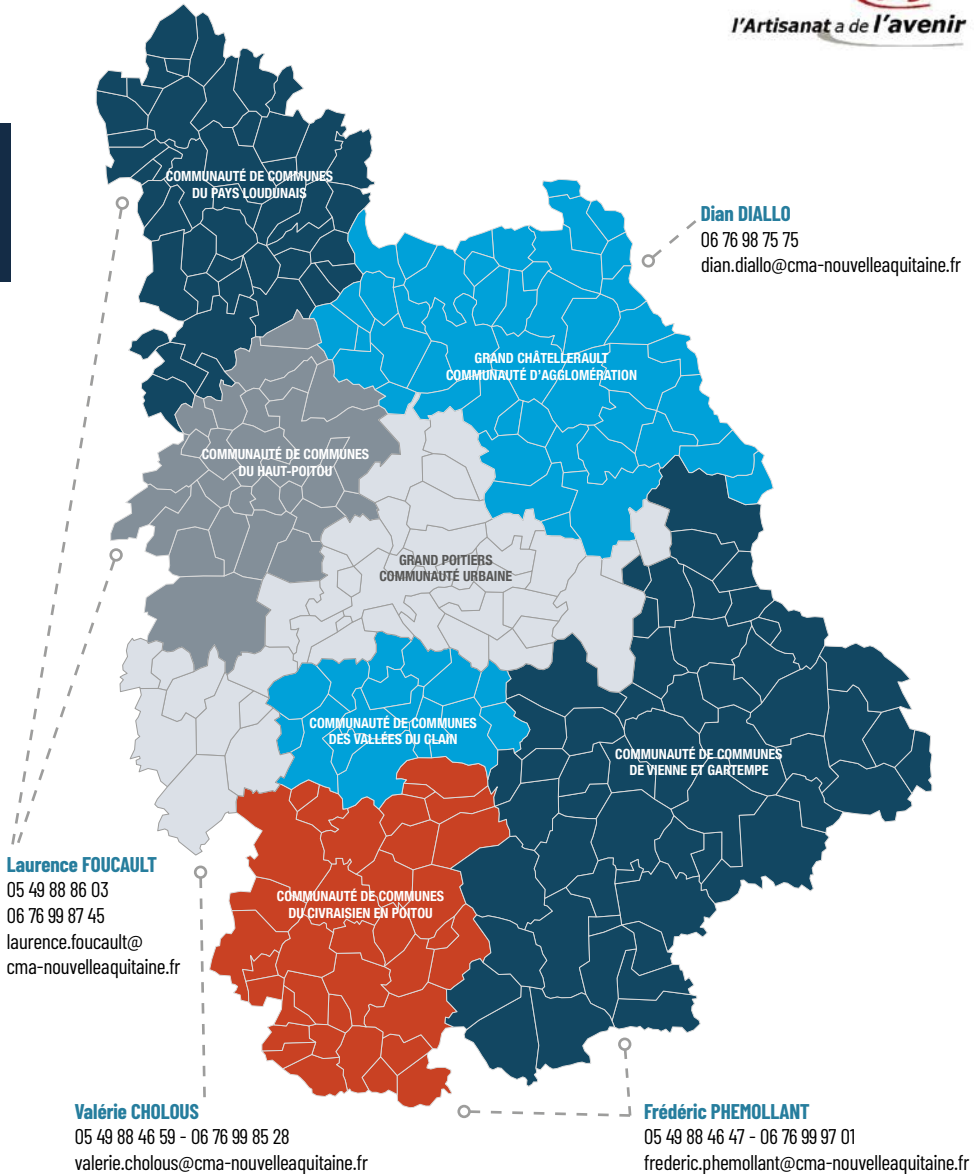 l'Artisanat a de l'avenir
COMMUNAUTÉ DE COMMUNES
DU PAYS LOUDUNAIS
Dian DIALLO
06 76 98 75 75
dian.diallo@cma-nouvelleaquitaine.fr
GRAND CHÂTELLERAULT
COMMUNAUTÉ D'AGGLOMÉRATION
COMMUNAUTÉ DE COMMUNES
DU HAUT-POITOU
GRAND POITIERS
COMMUNAUTÉ URBAINE
COMMUNAUTÉ DE COMMUNES
DES VALLÉES DU CLAIN
COMMUNAUTÉ DE COMMUNES
DE VIENNE ET GARTEMPE
Laurence FOUCAULT
05 49 88 86 03
06 76 99 87 45
laurence.foucault@
cma-nouvelleaquitaine.fr
COMMUNAUTÉ DE COMMUNES
DU CIVRAISIEN EN POITOU
Valérie CHOLOUS
05 49 88 46 59 - 06 76 99 85 28
valerie.cholous@cma-nouvelleaquitaine.fr
Frédéric PHEMOLLANT
05 49 88 46 47 - 06 76 99 97 01
frederic.phemollant@cma-nouvelleaquitaine.fr